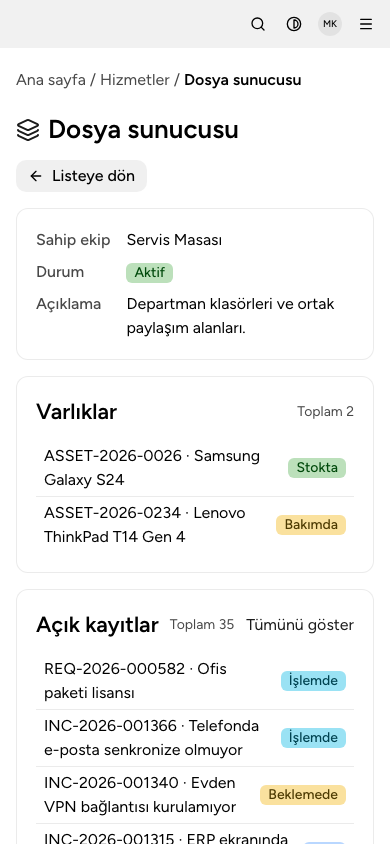 MK
Ana sayfa / Hizmetler / Dosya sunucusu
Dosya sunucusu
Listeye dön
Sahip ekip Servis Masası
Durum Aktif
Açıklama Departman klasörleri ve ortak
paylaşım alanları.
Varlıklar Toplam 2
ASSET-2026-0026 · Samsung
Galaxy S24
Stokta
ASSET-2026-0234 · Lenovo
ThinkPad T14 Gen 4
Bakımda
Açık kayıtlar Toplam 35 Tümünü göster
REQ-2026-000582 · Ofis
paketi lisansı
İşlemde
INC-2026-001366 · Telefonda
e-posta senkronize olmuyor
İşlemde
INC-2026-001340 · Evden
VPN bağlantısı kurulamıyor
Beklemede
INC-2026-001315 · ERP ekranında